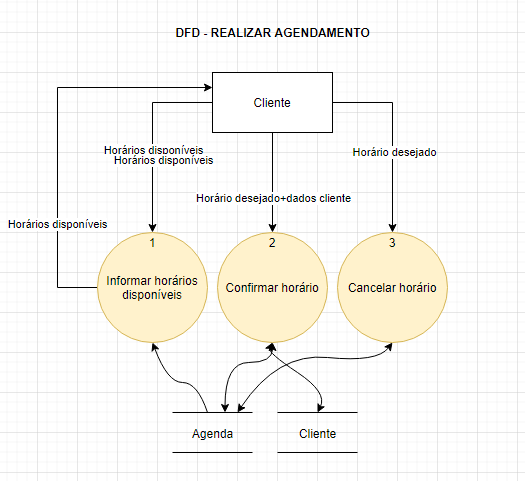 DFD - REALIZAR AGENDAMENTO
Cliente
Horários disponíveis
Horários disponíveis
Horário desejado
Horário desejado+dados cliente
Horários disponíveis
1
Informar horários
disponíveis
2
Confirmar horário
3
Cancelar horário
Agenda
Cliente